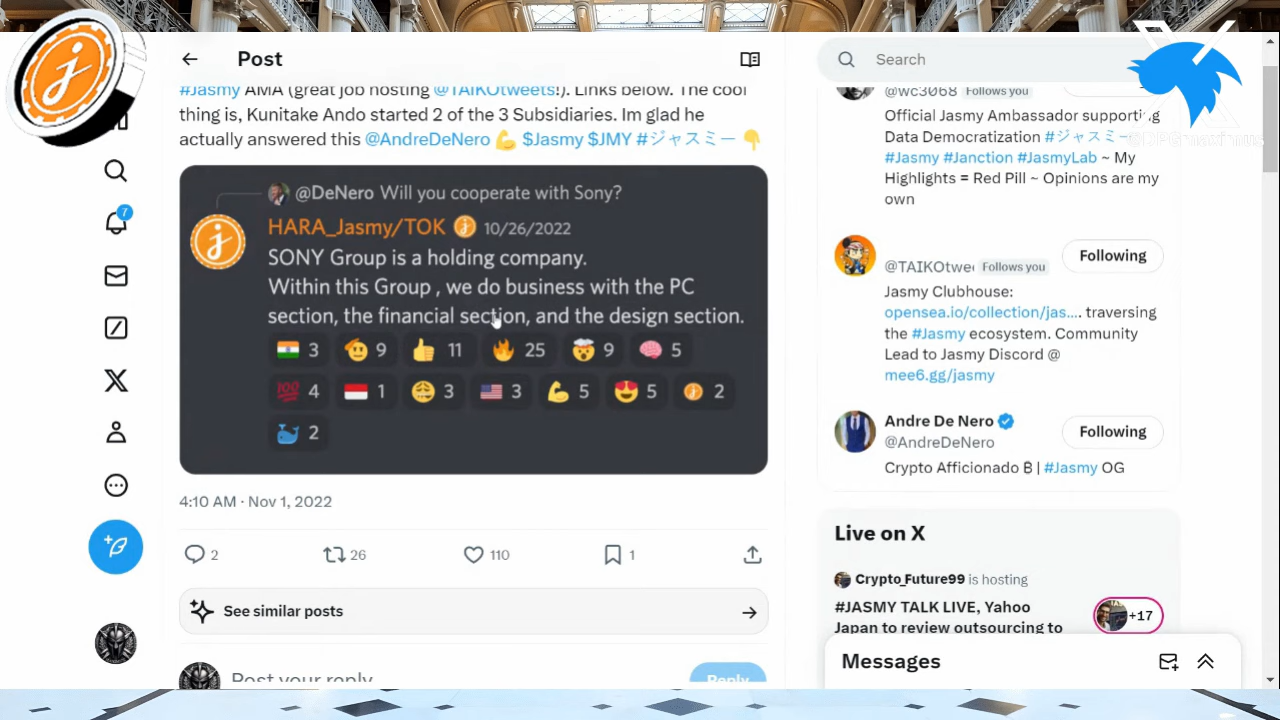 Post
Search
#Jasmy AMA (great job hosting @TAIKOtweets!). Links below. The cool
thing is, Kunitake Ando started 2 of the 3 Subsidiaries. Im glad he
actually answered this @AndreDeNero 💪 $Jasmy $JMY #ジャスミー 👇
@DeNero Will you cooperate with Sony?
HARA_Jasmy/TOK 10/26/2022
SONY Group is a holding company.
Within this Group , we do business with the PC
section, the financial section, and the design section.
3 9 11 25 9 5
4 1 3 3 5 5 2
2
4:10 AM · Nov 1, 2022
2 26 110 1
See similar posts
Post your reply
Reply
7
@wc3068 Follows you
Official Jasmy Ambassador supporting
Data Democratization #ジャスミー
#Jasmy #Janction #JasmyLab ~ My
Highlights = Red Pill ~ Opinions are my
own
@TAIKOtwe Follows you
Following
Jasmy Clubhouse:
opensea.io/collection/jas.... traversing
the #Jasmy ecosystem. Community
Lead to Jasmy Discord @
mee6.gg/jasmy
Andre De Nero
@AndreDeNero
Following
Crypto Afficionado B | #Jasmy OG
Live on X
Crypto_Future99 is hosting
#JASMY TALK LIVE, Yahoo
Japan to review outsourcing to
+17
Messages